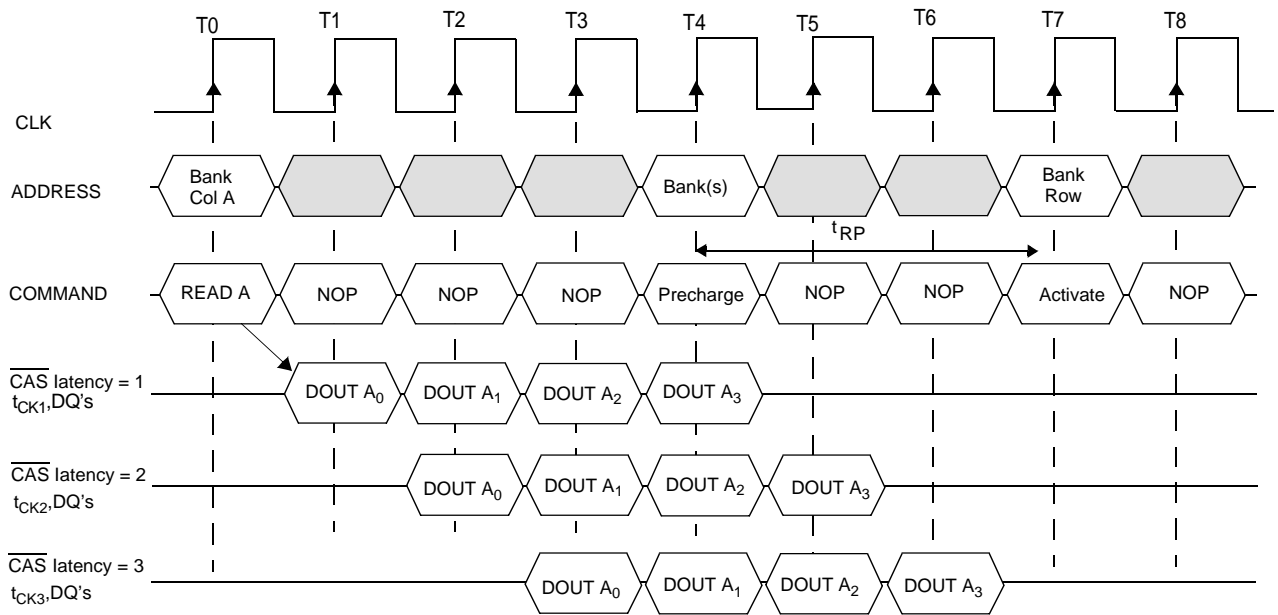 T0 T1 T2 T3 T4 T5 T6 T7 T8
CLK
ADDRESS
Bank
Col A
Bank(s)
Bank
Row
tRP
COMMAND READ A NOP NOP NOP Precharge NOP NOP Activate NOP
CAS latency = 1
tCK1,DQ's
DOUT A0 DOUT A1 DOUT A2 DOUT A3
CAS latency = 2
tCK2,DQ's
DOUT A0 DOUT A1 DOUT A2 DOUT A3
CAS latency = 3
tCK3,DQ's
DOUT A0 DOUT A1 DOUT A2 DOUT A3